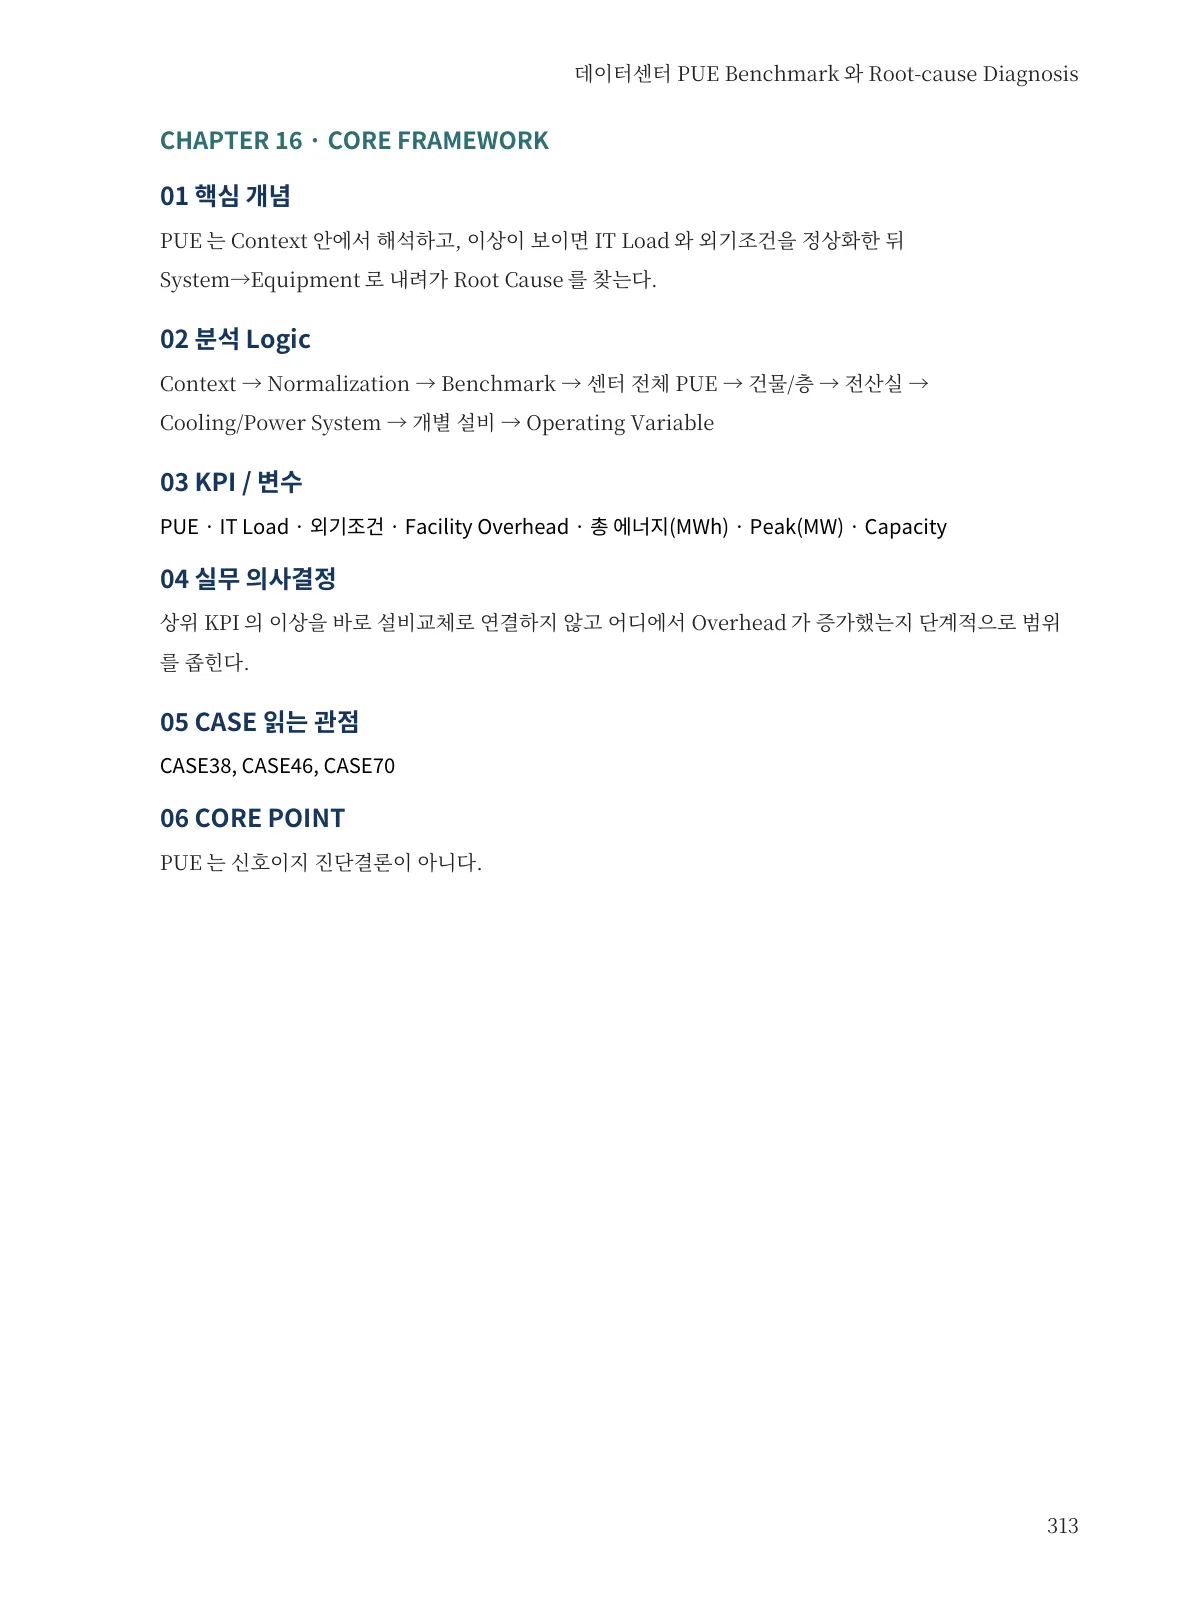 데이터센터 PUE Benchmark 와 Root-cause Diagnosis
CHAPTER 16 · CORE FRAMEWORK
01 핵심 개념
PUE 는 Context 안에서 해석하고, 이상이 보이면 IT Load 와 외기조건을 정상화한 뒤
System→Equipment 로 내려가 Root Cause 를 찾는다.
02 분석 Logic
Context → Normalization → Benchmark → 센터 전체 PUE → 건물/층 → 전산실 →
Cooling/Power System → 개별 설비 → Operating Variable
03 KPI / 변수
PUE · IT Load · 외기조건 · Facility Overhead · 총 에너지(MWh) · Peak(MW) · Capacity
04 실무 의사결정
상위 KPI 의 이상을 바로 설비교체로 연결하지 않고 어디에서 Overhead 가 증가했는지 단계적으로 범위
를 좁힌다.
05 CASE 읽는 관점
CASE38, CASE46, CASE70
06 CORE POINT
PUE 는 신호이지 진단결론이 아니다.
313